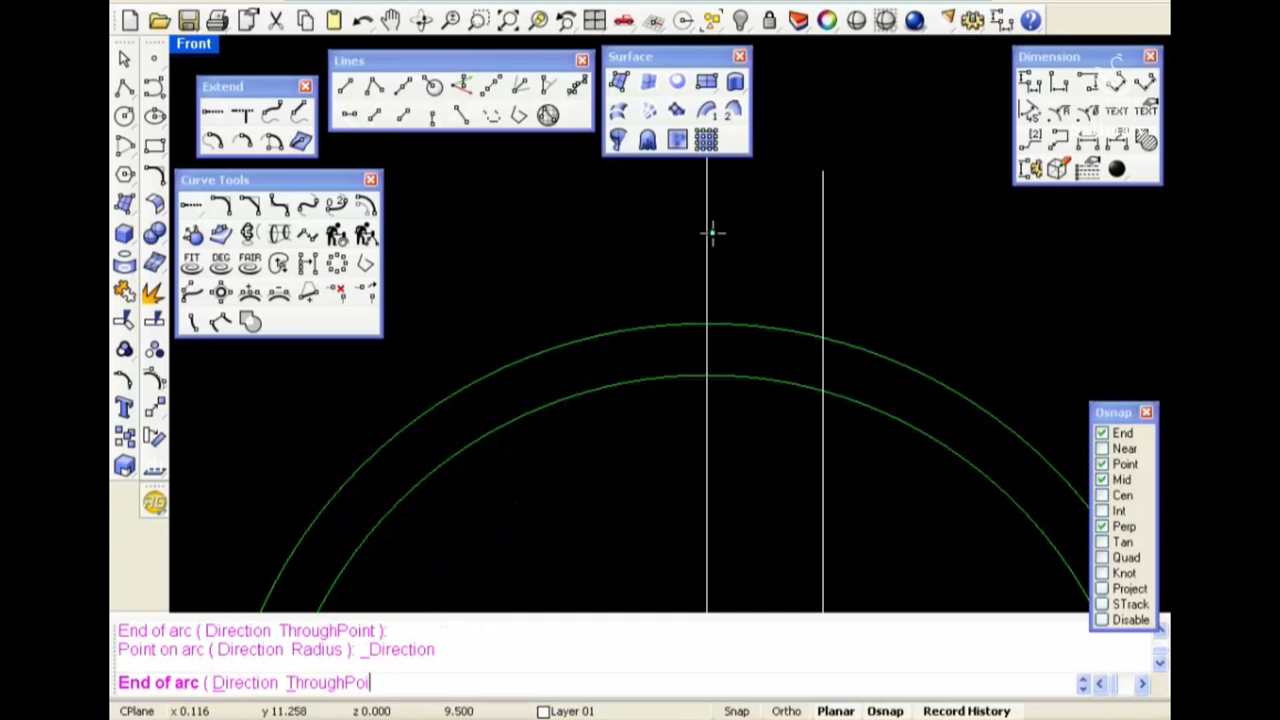 Front
Extend
Lines
Surface
1 2
Dimension
TEXT TEXT
Curve Tools
FIT DEG FAIR
Osnap
End
Near
Point
Mid
Cen
Int
Perp
Tan
Quad
Knot
Project
STrack
Disable
End of arc ( Direction ThroughPoint ):
Point on arc ( Direction Radius ): _Direction
End of arc ( Direction ThroughPoi
CPlane x 0.116 y 11.258 z 0.000 9.500 Layer 01 Snap Ortho Planar Osnap Record History